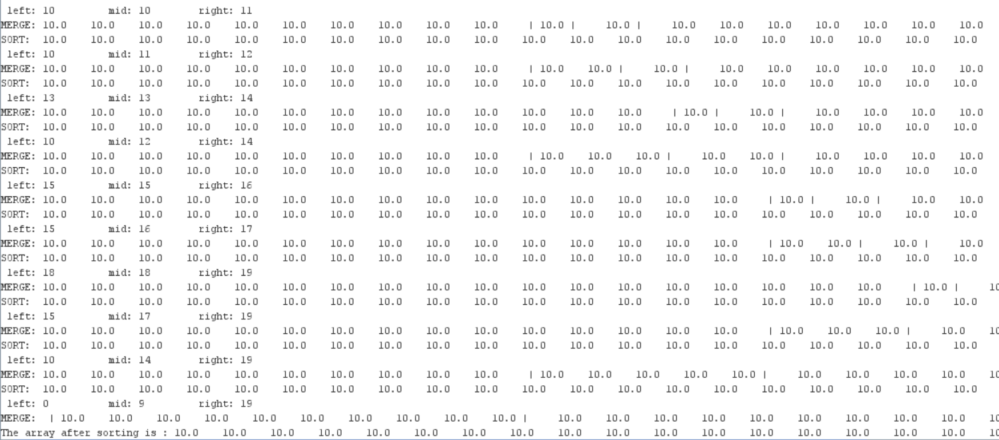 left: 10 mid: 10 right: 11
MERGE: 10.0 10.0 10.0 10.0 10.0 10.0 10.0 10.0 10.0 10.0 | 10.0 | 10.0 | 10.0 10.0 10.0 10.0 10.0 10.0 10.0
SORT: 10.0 10.0 10.0 10.0 10.0 10.0 10.0 10.0 10.0 10.0 10.0 10.0 10.0 10.0 10.0 10.0 10.0 10.0 10.0 10.0
left: 10 mid: 11 right: 12
MERGE: 10.0 10.0 10.0 10.0 10.0 10.0 10.0 10.0 10.0 10.0 | 10.0 10.0 | 10.0 | 10.0 10.0 10.0 10.0 10.0 10.0
SORT: 10.0 10.0 10.0 10.0 10.0 10.0 10.0 10.0 10.0 10.0 10.0 10.0 10.0 10.0 10.0 10.0 10.0 10.0 10.0 10.0
left: 13 mid: 13 right: 14
MERGE: 10.0 10.0 10.0 10.0 10.0 10.0 10.0 10.0 10.0 10.0 10.0 10.0 10.0 | 10.0 | 10.0 | 10.0 10.0 10.0 10.0
SORT: 10.0 10.0 10.0 10.0 10.0 10.0 10.0 10.0 10.0 10.0 10.0 10.0 10.0 10.0 10.0 10.0 10.0 10.0 10.0 10.0
left: 10 mid: 12 right: 14
MERGE: 10.0 10.0 10.0 10.0 10.0 10.0 10.0 10.0 10.0 10.0 | 10.0 10.0 10.0 | 10.0 10.0 | 10.0 10.0 10.0 10.0
SORT: 10.0 10.0 10.0 10.0 10.0 10.0 10.0 10.0 10.0 10.0 10.0 10.0 10.0 10.0 10.0 10.0 10.0 10.0 10.0 10.0
left: 15 mid: 15 right: 16
MERGE: 10.0 10.0 10.0 10.0 10.0 10.0 10.0 10.0 10.0 10.0 10.0 10.0 10.0 10.0 10.0 | 10.0 | 10.0 | 10.0 10.0
SORT: 10.0 10.0 10.0 10.0 10.0 10.0 10.0 10.0 10.0 10.0 10.0 10.0 10.0 10.0 10.0 10.0 10.0 10.0 10.0 10.0
left: 15 mid: 16 right: 17
MERGE: 10.0 10.0 10.0 10.0 10.0 10.0 10.0 10.0 10.0 10.0 10.0 10.0 10.0 10.0 10.0 | 10.0 10.0 | 10.0 | 10.0
SORT: 10.0 10.0 10.0 10.0 10.0 10.0 10.0 10.0 10.0 10.0 10.0 10.0 10.0 10.0 10.0 10.0 10.0 10.0 10.0 10.0
left: 18 mid: 18 right: 19
MERGE: 10.0 10.0 10.0 10.0 10.0 10.0 10.0 10.0 10.0 10.0 10.0 10.0 10.0 10.0 10.0 10.0 10.0 10.0 | 10.0 | 10
SORT: 10.0 10.0 10.0 10.0 10.0 10.0 10.0 10.0 10.0 10.0 10.0 10.0 10.0 10.0 10.0 10.0 10.0 10.0 10.0 10.0
left: 15 mid: 17 right: 19
MERGE: 10.0 10.0 10.0 10.0 10.0 10.0 10.0 10.0 10.0 10.0 10.0 10.0 10.0 10.0 10.0 | 10.0 10.0 10.0 | 10.0 10
SORT: 10.0 10.0 10.0 10.0 10.0 10.0 10.0 10.0 10.0 10.0 10.0 10.0 10.0 10.0 10.0 10.0 10.0 10.0 10.0 10.0
left: 10 mid: 14 right: 19
MERGE: 10.0 10.0 10.0 10.0 10.0 10.0 10.0 10.0 10.0 10.0 | 10.0 10.0 10.0 10.0 10.0 | 10.0 10.0 10.0 10.0 10
SORT: 10.0 10.0 10.0 10.0 10.0 10.0 10.0 10.0 10.0 10.0 10.0 10.0 10.0 10.0 10.0 10.0 10.0 10.0 10.0 10.0
left: 0 mid: 9 right: 19
MERGE: | 10.0 10.0 10.0 10.0 10.0 10.0 10.0 10.0 10.0 10.0 | 10.0 10.0 10.0 10.0 10.0 10.0 10.0 10.0 10.0 10
The array after sorting is : 10.0 10.0 10.0 10.0 10.0 10.0 10.0 10.0 10.0 10.0 10.0 10.0 10.0 10.0 10.0 10.0 10.0 10